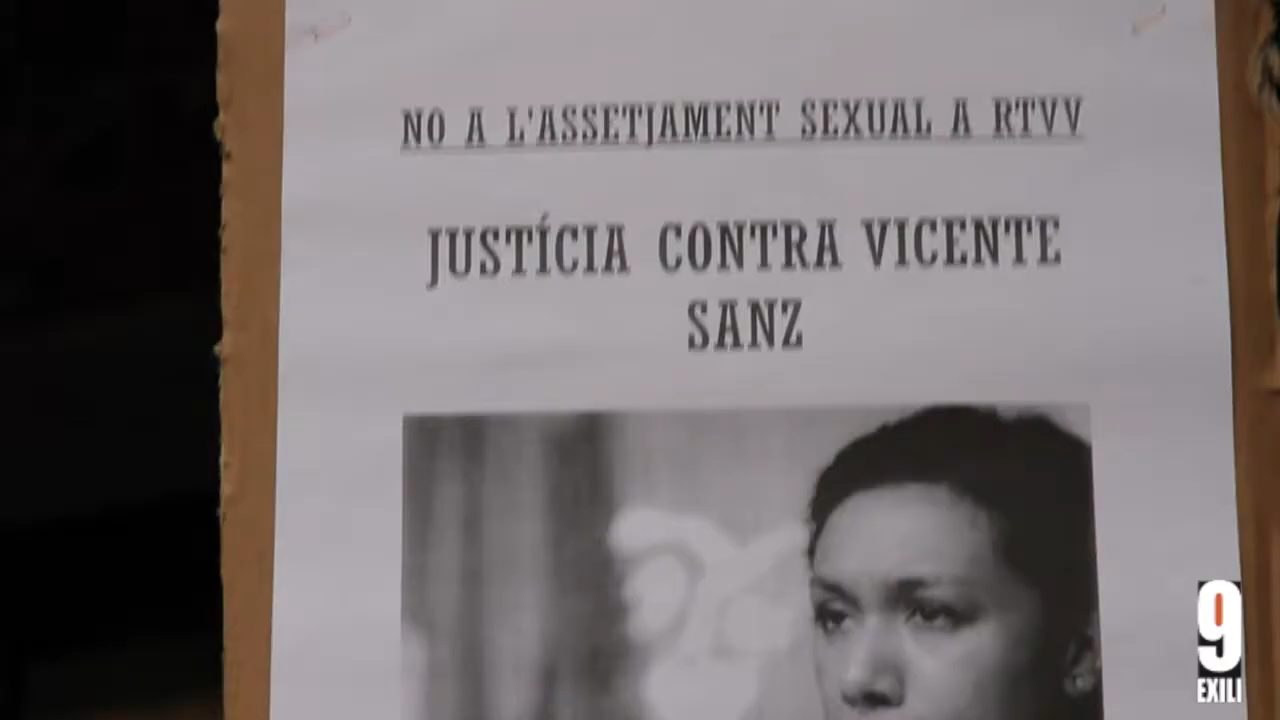 NO A L'ASSETJAMENT SEXUAL A RTVV
JUSTÍCIA CONTRA VICENTE
SANZ
9
EXILI